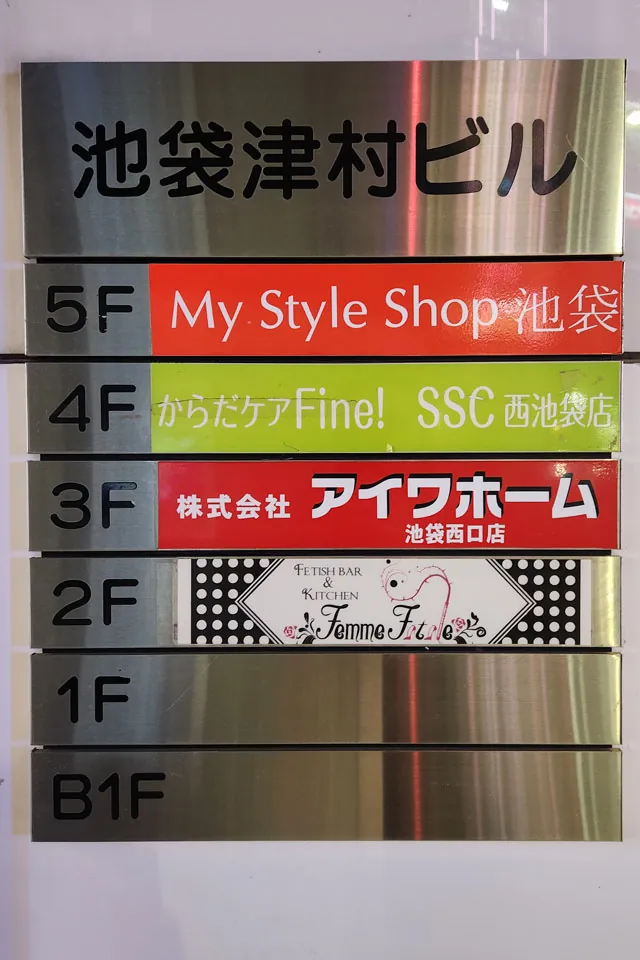 池袋津村ビル
5F My Style Shop 池袋
4F からだケアFine! SSC 西池袋店
3F 株式会社 アイワホーム
池袋西口店
2F FETISH BAR
&
KITCHEN
Femme Fatale
1F
B1F